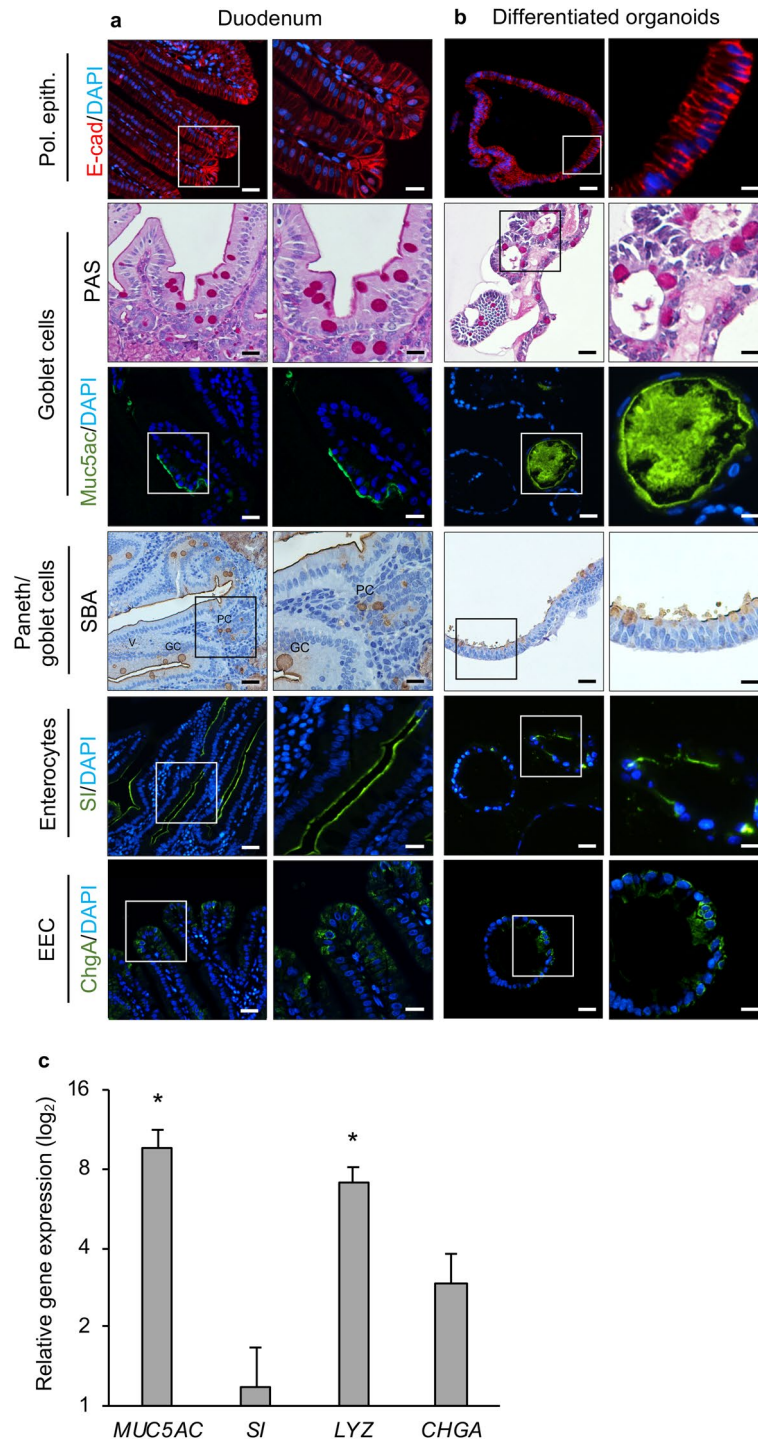 a Duodenum
b Differentiated organoids
Pol. epith.
E-cad/DAPI
Goblet cells
PAS
Muc5ac/DAPI
Paneth/
goblet cells
SBA
V
GC
PC
GC
PC
Enterocytes
SI/DAPI
EEC
ChgA/DAPI
c
Relative gene expression (log₂)
16
8
4
2
1
*
*
MUC5AC SI LYZ CHGA